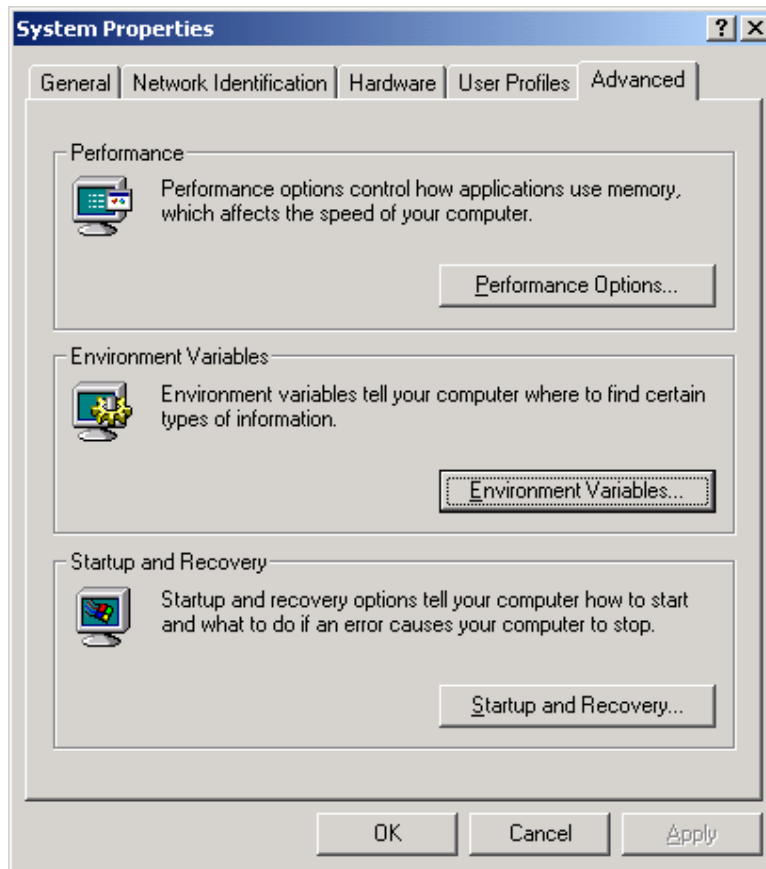 System Properties
General
Network Identification
Hardware
User Profiles
Advanced
Performance
Performance options control how applications use memory,
which affects the speed of your computer.
Performance Options...
Environment Variables
Environment variables tell your computer where to find certain
types of information.
Environment Variables...
Startup and Recovery
Startup and recovery options tell your computer how to start
and what to do if an error causes your computer to stop.
Startup and Recovery...
OK
Cancel
Apply